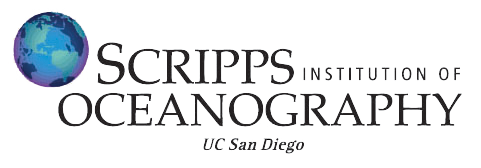 SCRIPPS INSTITUTION OF
OCEANOGRAPHY
UC San Diego